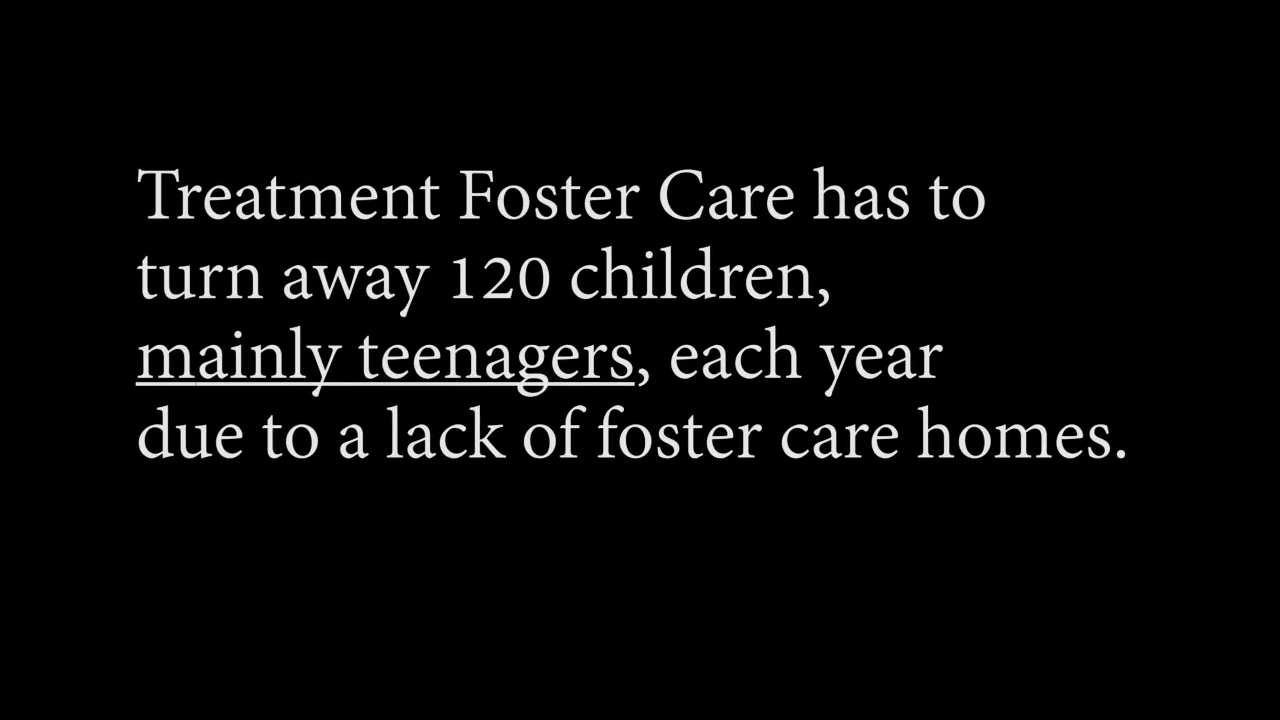 Treatment Foster Care has to
turn away 120 children,
mainly teenagers, each year
due to a lack of foster care homes.